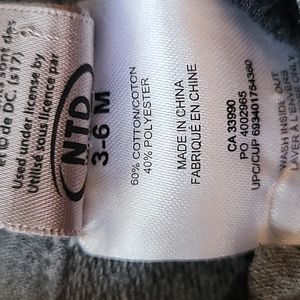 s sont des
et © de DC. (s17)
Used under license from
Utilisé sous licence par
NTD
3-6 M
60% COTTON/COTON
40% POLYESTER
MADE IN CHINA
FABRIQUÉ EN CHINE
CA 33990
PO 4002965
UPC/CUP 693401754360
WASH INSIDE OUT
LAVER À L'ENVERS